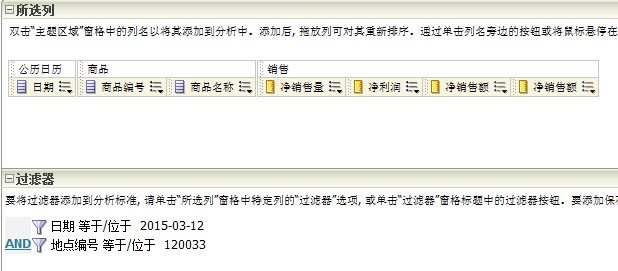 所选列
双击“主题区域”窗格中的列名以将其添加到分析中。添加后, 拖放列可对其重新排序。通过单击列名旁边的按钮或将鼠标悬停在
公历日历 商品 销售
日期 商品编号 商品名称 净销售量 净利润 净销售额 净销售额
过滤器
要将过滤器添加到分析标准, 请单击“所选列”窗格中特定列的“过滤器”选项, 或单击“过滤器”窗格标题中的过滤器按钮。要添加保存
日期 等于/位于 2015-03-12
AND 地点编号 等于/位于 120033